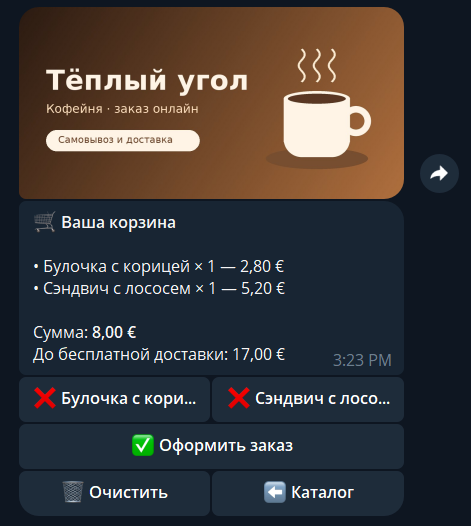 Тёплый угол
Кофейня · заказ онлайн
Самовывоз и доставка
🛒 Ваша корзина
• Булочка с корицей × 1 — 2,80 €
• Сэндвич с лососем × 1 — 5,20 €
Сумма: 8,00 €
До бесплатной доставки: 17,00 €
3:23 PM
❌ Булочка с кори...
❌ Сэндвич с лосо...
✅ Оформить заказ
🗑 Очистить
⬅️ Каталог